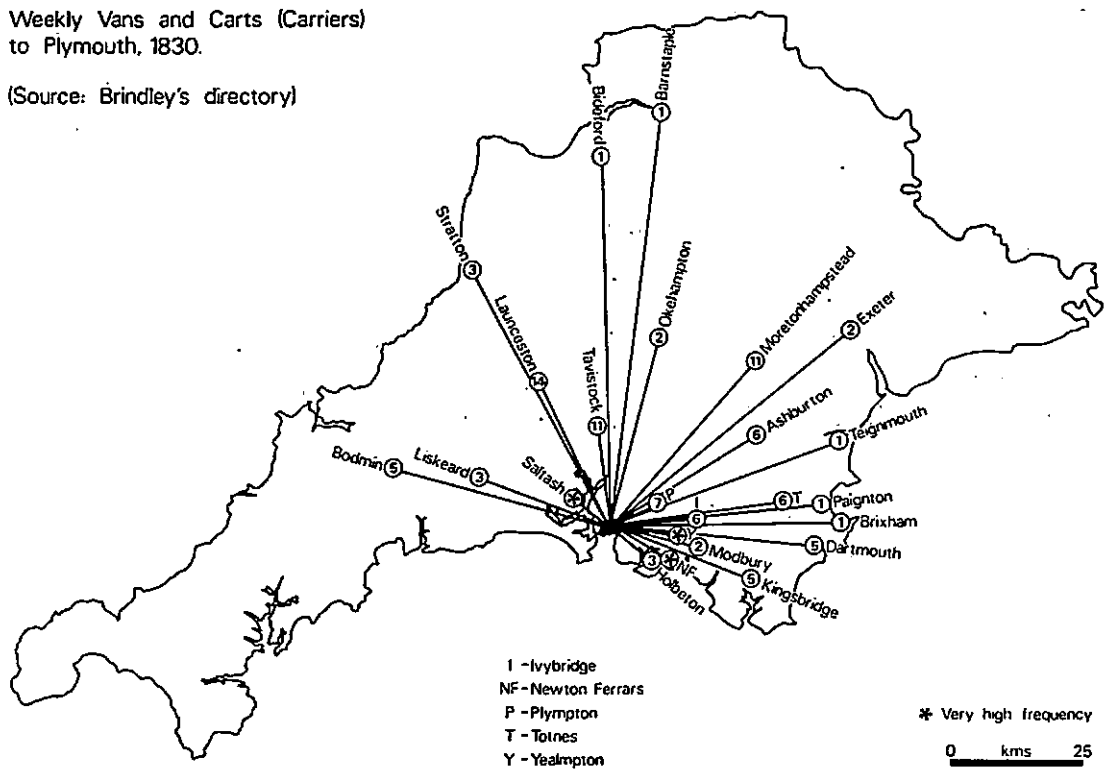 Weekly Vans and Carts (Carriers)
to Plymouth, 1830.
(Source: Brindley's directory)
Barnstaple
1
Bideford
1
Stratton
3
Launceston
14
Tavistock
11
Okehampton
2
Moretonhampstead
11
Exeter
2
Ashburton
6
Teignmouth
1
Bodmin
5
Liskeard
3
Saltash
*
7
P
6
T
1
Paignton
I
6
1
Brixham
* Y
2
Modbury
5
Dartmouth
3
Holbeton
* NF
5
Kingsbridge
1 - Ivybridge
NF - Newton Ferrars
P - Plympton
T - Totnes
Y - Yealmpton
* Very high frequency
0 kms 25